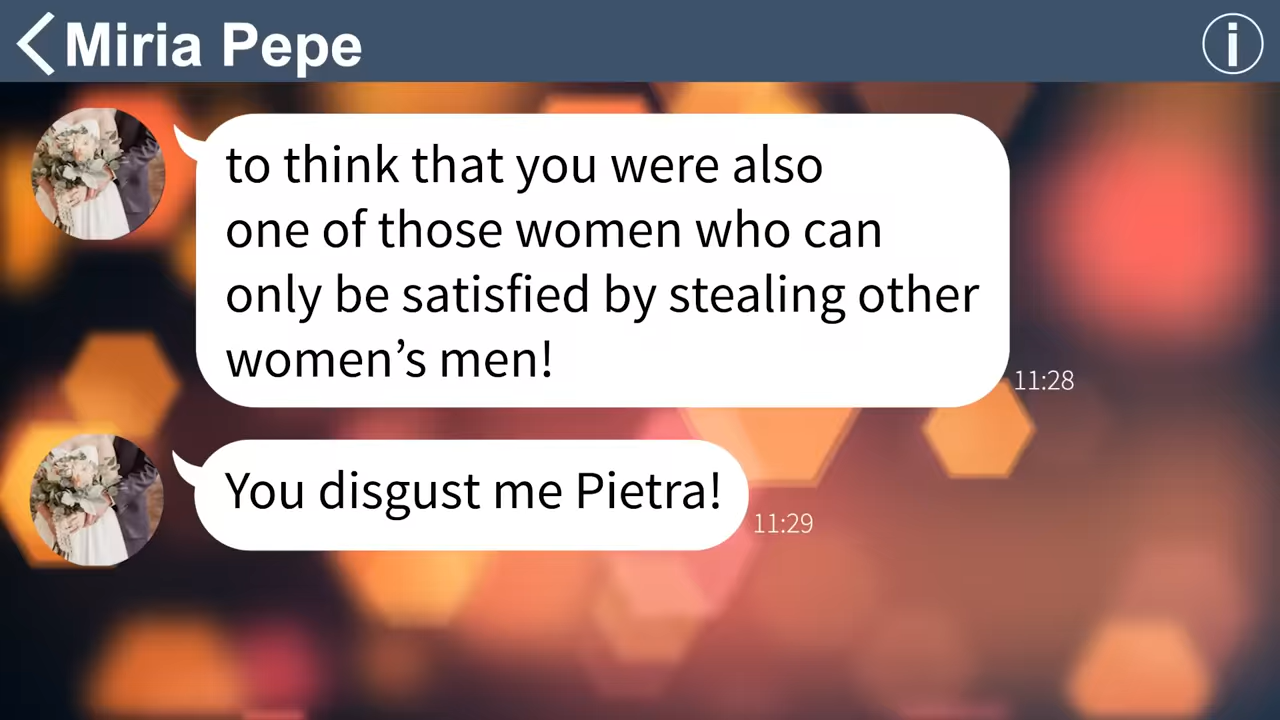 Miria Pepe
to think that you were also
one of those women who can
only be satisfied by stealing other
women’s men!
11:28
You disgust me Pietra!
11:29